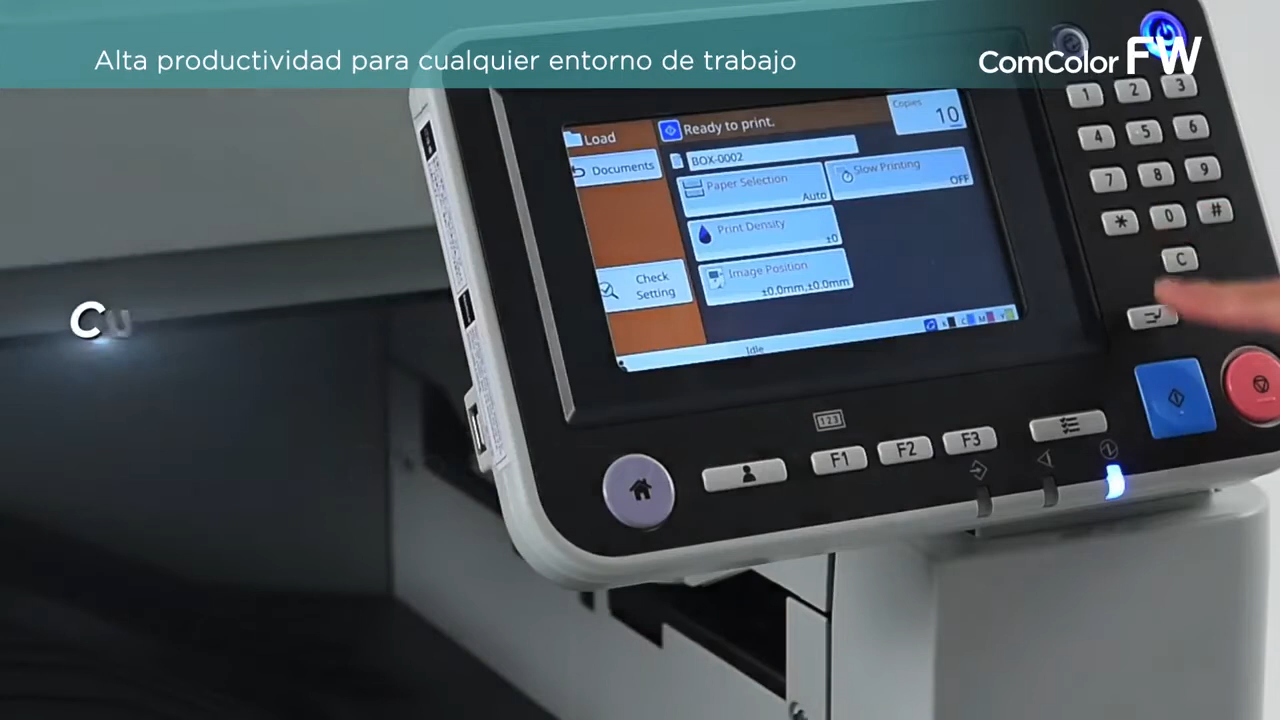 Alta productividad para cualquier entorno de trabajo
ComColor FW
Cu
Load
Ready to print.
Copies
10
Documents
BOX-0002
Paper Selection
Auto
Slow Printing
OFF
Print Density
±0
Check
Setting
Image Position
±0.0mm,±0.0mm
Idle
1 2 3
4 5 6
7 8 9
* 0 #
C
123
F1 F2 F3